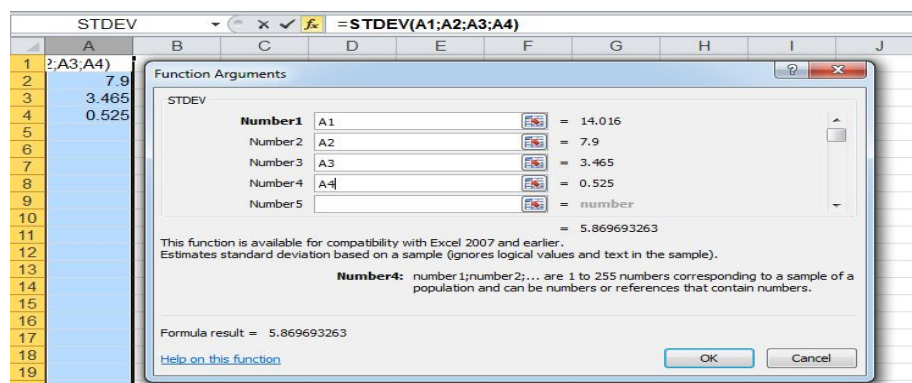 STDEV =STDEV(A1;A2;A3;A4)
A B C D E F G H I J
1 2;A3;A4)
2 7.9
3 3.465
4 0.525
5
6
7
8
9
10
11
12
13
14
15
16
17
18
19
Function Arguments
STDEV
Number1 A1 = 14.016
Number2 A2 = 7.9
Number3 A3 = 3.465
Number4 A4 = 0.525
Number5 = number
= 5.869693263
This function is available for compatibility with Excel 2007 and earlier.
Estimates standard deviation based on a sample (ignores logical values and text in the sample).
Number4: number1;number2;... are 1 to 255 numbers corresponding to a sample of a
population and can be numbers or references that contain numbers.
Formula result = 5.869693263
Help on this function OK Cancel